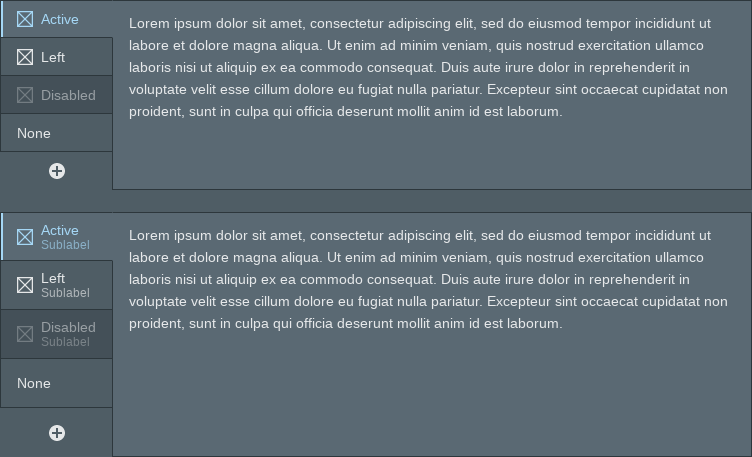 Active
Left
Disabled
None
Lorem ipsum dolor sit amet, consectetur adipiscing elit, sed do eiusmod tempor incididunt ut
labore et dolore magna aliqua. Ut enim ad minim veniam, quis nostrud exercitation ullamco
laboris nisi ut aliquip ex ea commodo consequat. Duis aute irure dolor in reprehenderit in
voluptate velit esse cillum dolore eu fugiat nulla pariatur. Excepteur sint occaecat cupidatat non
proident, sunt in culpa qui officia deserunt mollit anim id est laborum.
Active
Sublabel
Left
Sublabel
Disabled
Sublabel
None
Lorem ipsum dolor sit amet, consectetur adipiscing elit, sed do eiusmod tempor incididunt ut
labore et dolore magna aliqua. Ut enim ad minim veniam, quis nostrud exercitation ullamco
laboris nisi ut aliquip ex ea commodo consequat. Duis aute irure dolor in reprehenderit in
voluptate velit esse cillum dolore eu fugiat nulla pariatur. Excepteur sint occaecat cupidatat non
proident, sunt in culpa qui officia deserunt mollit anim id est laborum.